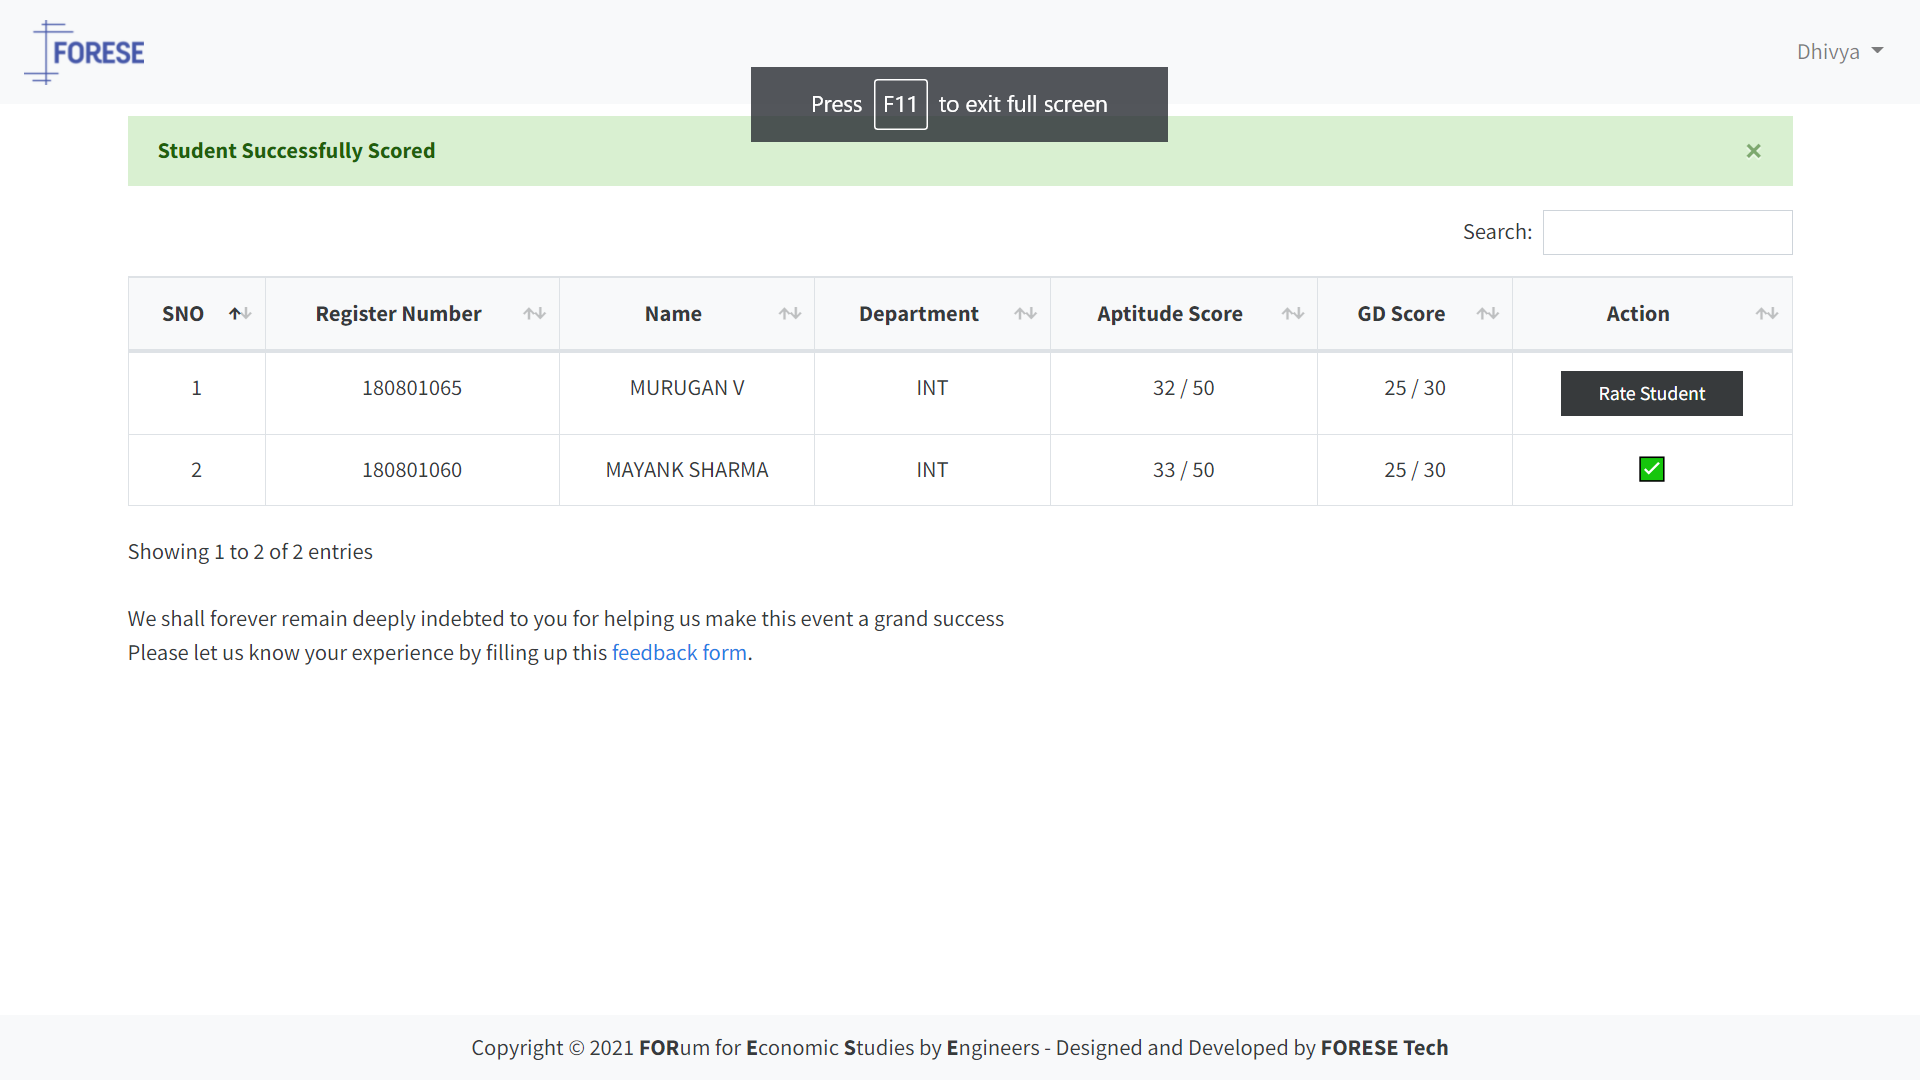 FORESE
Dhivya
Press F11 to exit full screen
Student Successfully Scored
×
Search:
SNO Register Number Name Department Aptitude Score GD Score Action
1 180801065 MURUGAN V INT 32 / 50 25 / 30 Rate Student
2 180801060 MAYANK SHARMA INT 33 / 50 25 / 30
Showing 1 to 2 of 2 entries
We shall forever remain deeply indebted to you for helping us make this event a grand success
Please let us know your experience by filling up this feedback form.
Copyright © 2021 FORum for Economic Studies by Engineers - Designed and Developed by FORESE Tech